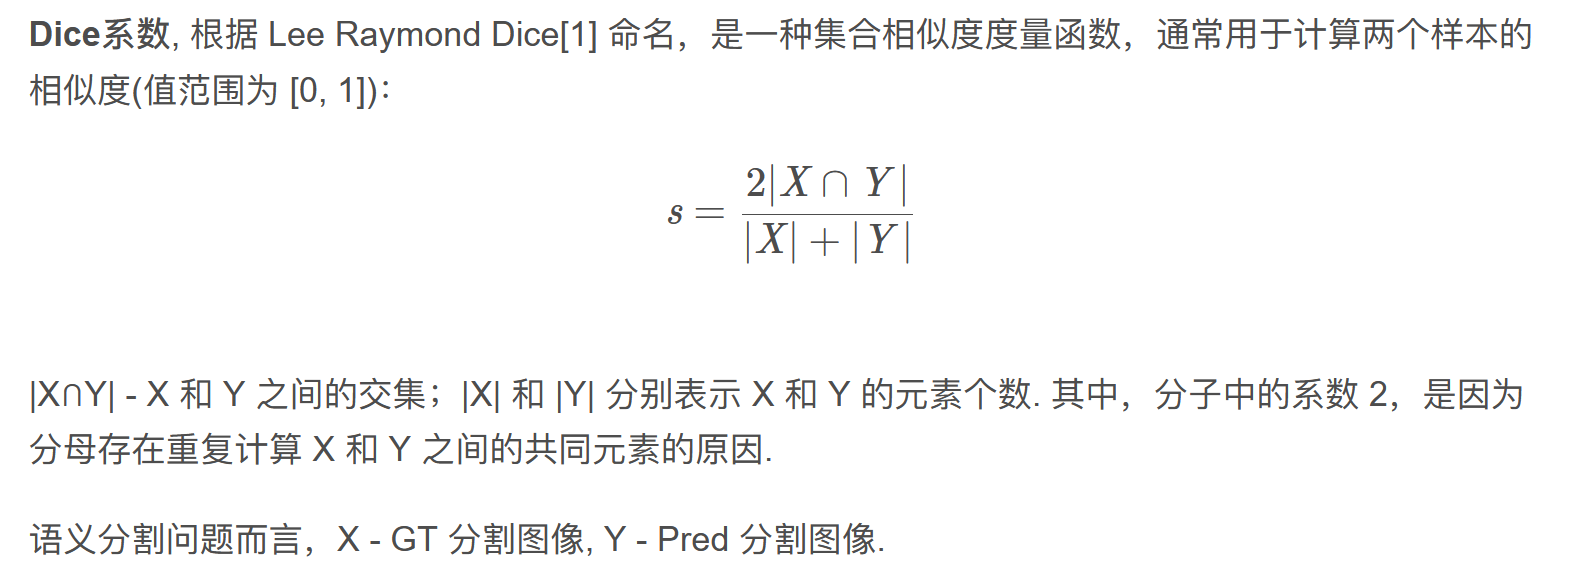 Dice系数, 根据 Lee Raymond Dice[1] 命名，是一种集合相似度度量函数，通常用于计算两个样本的
相似度(值范围为 [0, 1])：
s = \frac{2|X ∩ Y|}{|X| + |Y|}
|X∩Y| - X 和 Y 之间的交集；|X| 和 |Y| 分别表示 X 和 Y 的元素个数. 其中，分子中的系数 2，是因为
分母存在重复计算 X 和 Y 之间的共同元素的原因.
语义分割问题而言，X - GT 分割图像, Y - Pred 分割图像.